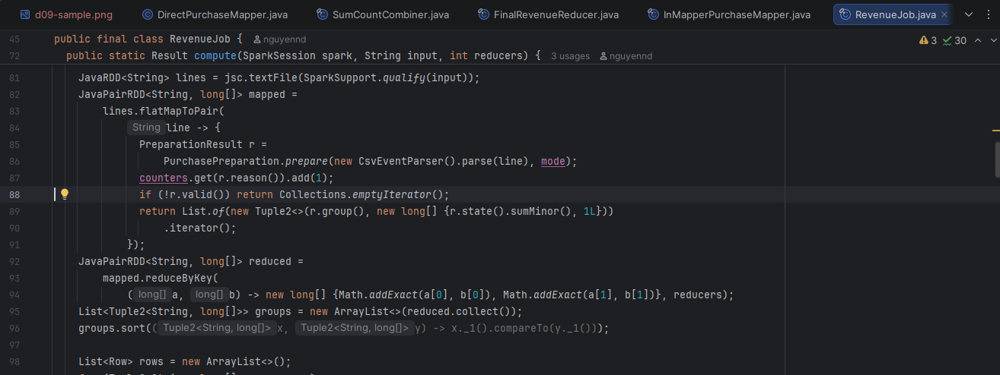 d09-sample.png DirectPurchaseMapper.java SumCountCombiner.java FinalRevenueReducer.java InMapperPurchaseMapper.java RevenueJob.java
45 public final class RevenueJob { nguyennd 3 30
72 public static Result compute(SparkSession spark, String input, int reducers) { 3 usages nguyennd
81 JavaRDD<String> lines = jsc.textFile(SparkSupport.qualify(input));
82 JavaPairRDD<String, long[]> mapped =
83 lines.flatMapToPair(
84 String line -> {
85 PreparationResult r =
86 PurchasePreparation.prepare(new CsvEventParser().parse(line), mode);
87 counters.get(r.reason()).add(1);
88 if (!r.valid()) return Collections.emptyIterator();
89 return List.of(new Tuple2<>(r.group(), new long[] {r.state().sumMinor(), 1L}))
90 .iterator();
91 });
92 JavaPairRDD<String, long[]> reduced =
93 mapped.reduceByKey(
94 (long[] a, long[] b) -> new long[] {Math.addExact(a[0], b[0]), Math.addExact(a[1], b[1])}, reducers);
95 List<Tuple2<String, long[]>> groups = new ArrayList<>(reduced.collect());
96 groups.sort((Tuple2<String, long[]> x, Tuple2<String, long[]> y) -> x._1().compareTo(y._1()));
97
98 List<Row> rows = new ArrayList<>();